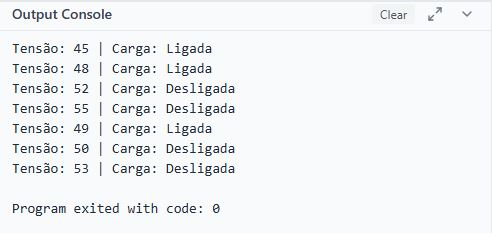 Output Console
Clear
Tensão: 45 | Carga: Ligada
Tensão: 48 | Carga: Ligada
Tensão: 52 | Carga: Desligada
Tensão: 55 | Carga: Desligada
Tensão: 49 | Carga: Ligada
Tensão: 50 | Carga: Desligada
Tensão: 53 | Carga: Desligada
Program exited with code: 0